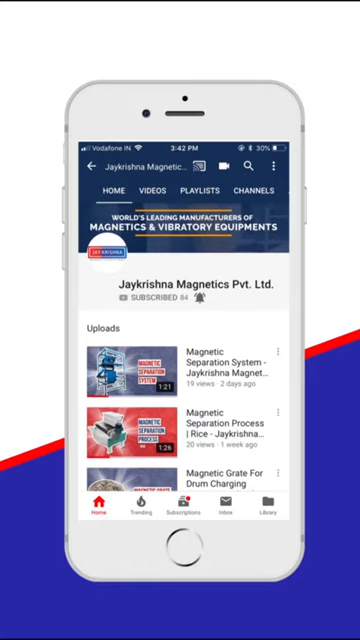 Vodafone IN 3:42 PM 30%
Jaykrishna Magnetic...
HOME VIDEOS PLAYLISTS CHANNELS
WORLD'S LEADING MANUFACTURERS OF
MAGNETICS & VIBRATORY EQUIPMENTS
JAYKRISHNA
Jaykrishna Magnetics Pvt. Ltd.
SUBSCRIBED 84
Uploads
MAGNETIC
SEPARATION
SYSTEM
1:21
Magnetic
Separation System -
Jaykrishna Magnet...
19 views · 2 days ago
MAGNETIC
SEPARATION
PROCESS
1:26
Magnetic
Separation Process
| Rice - Jaykrishna...
20 views · 1 week ago
MAGNETIC GRATE
Magnetic Grate For
Drum Charging
Home Trending Subscriptions Inbox Library